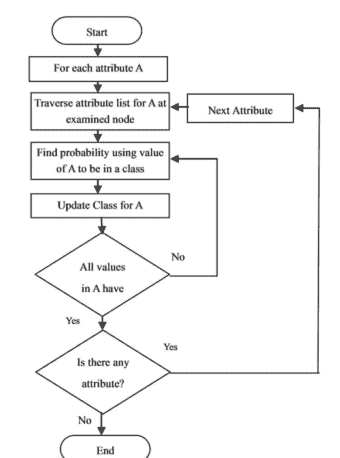 Start
For each attribute A
Traverse attribute list for A at
examined node
Next Attribute
Find probability using value
of A to be in a class
Update Class for A
All values
in A have
No
Yes
Is there any
attribute?
Yes
No
End